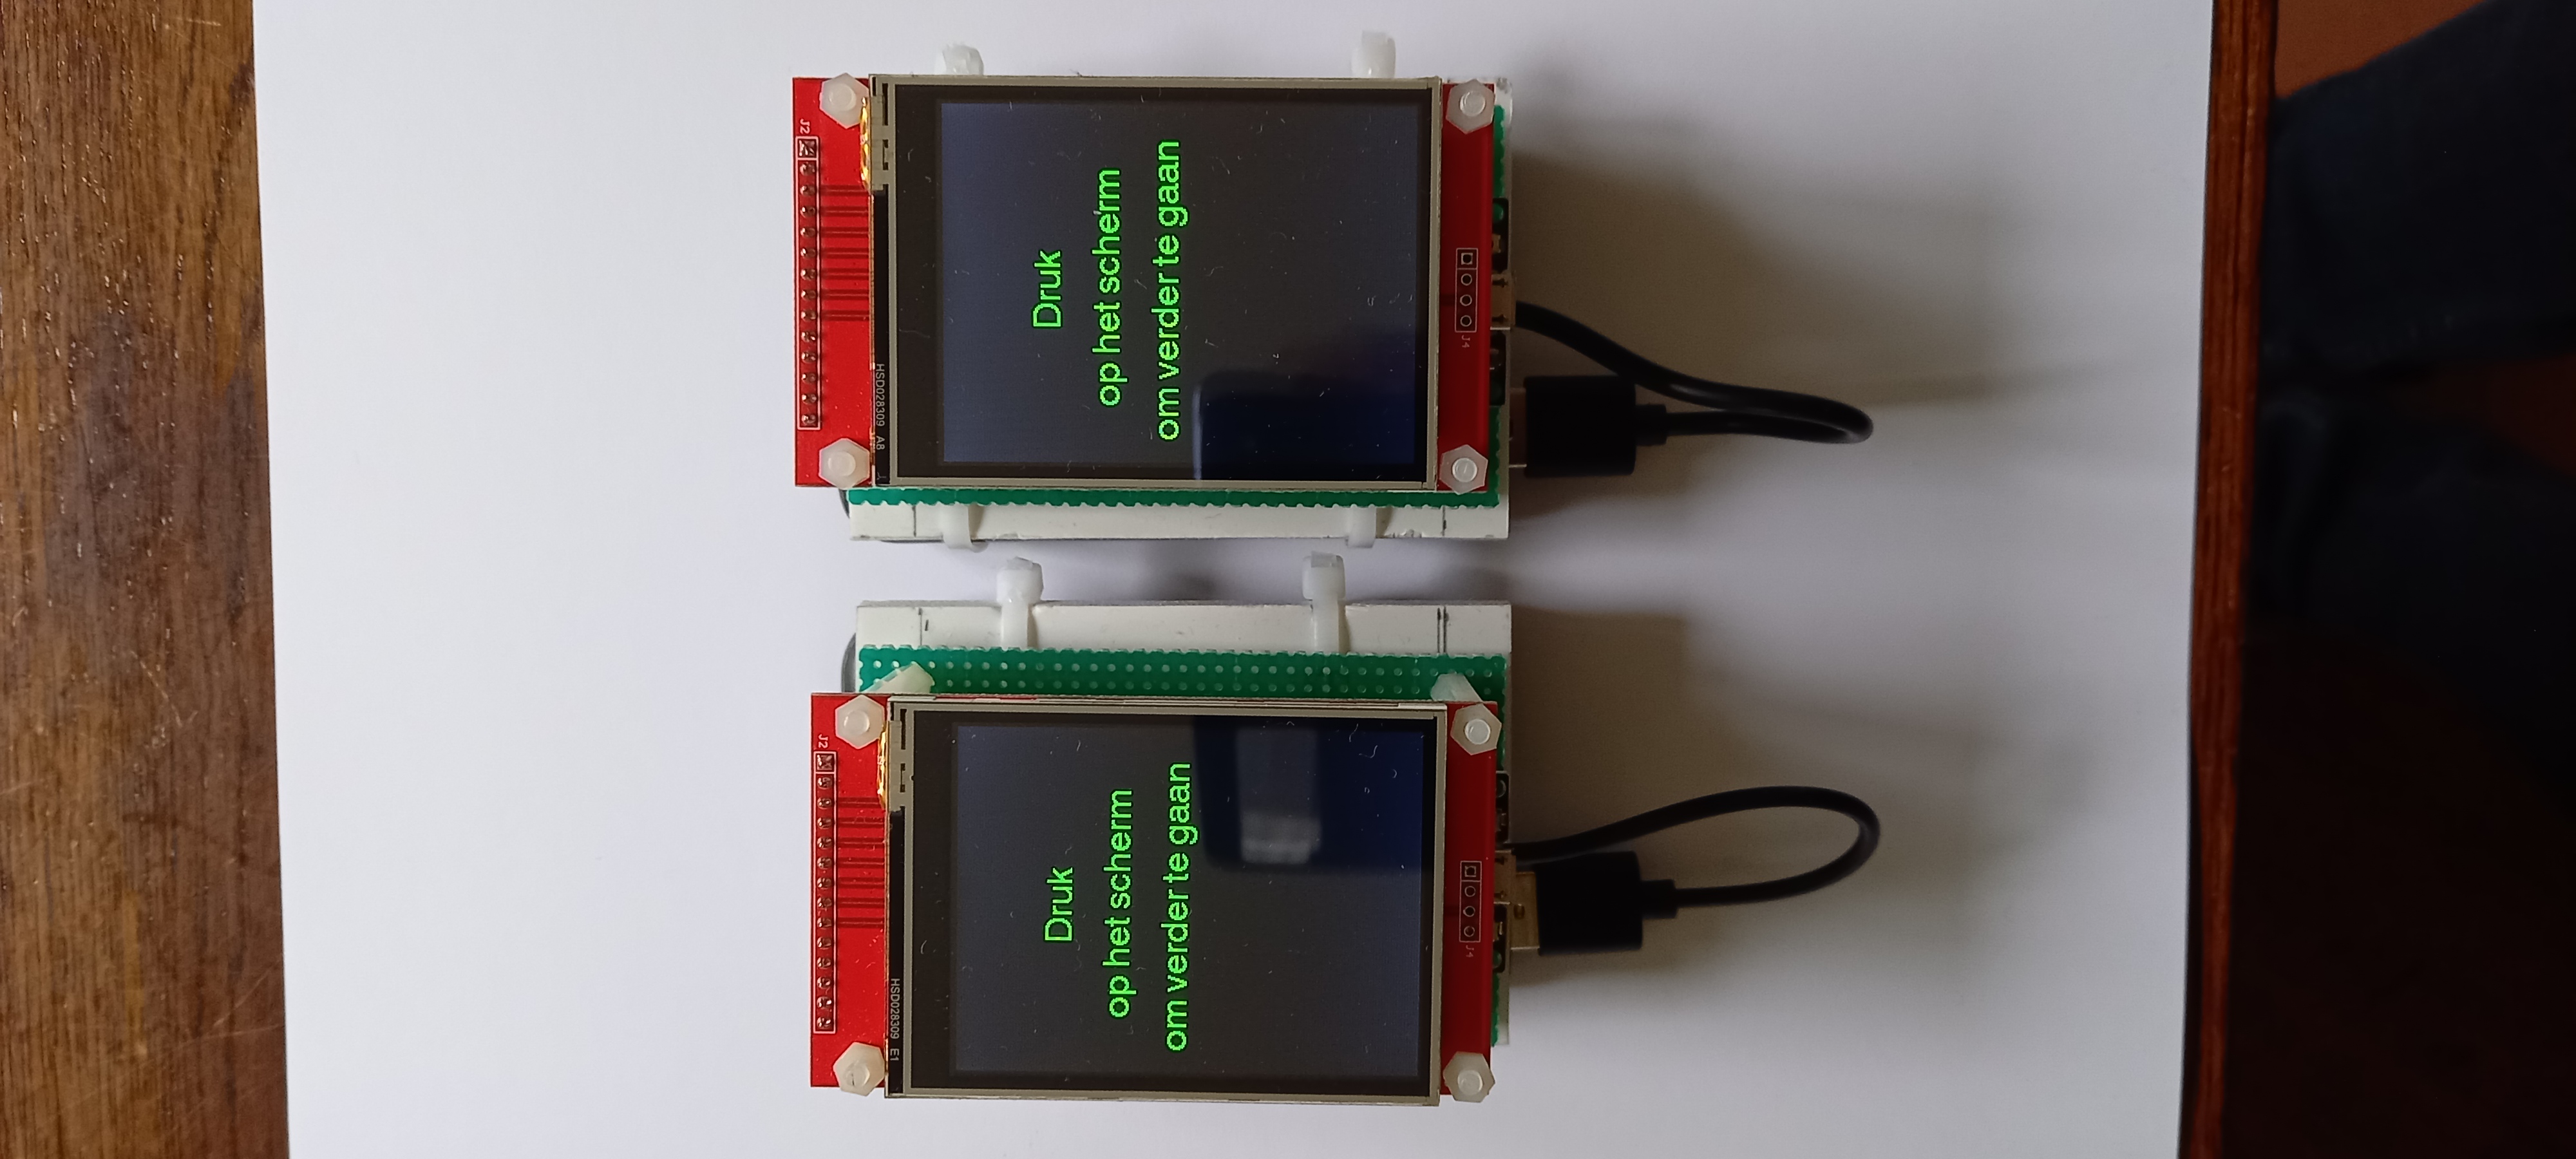 J2
E1 HSD028309
Druk
op het scherm
om verder te gaan
J4
J2
A8 HSD028309
Druk
op het scherm
om verder te gaan
J4